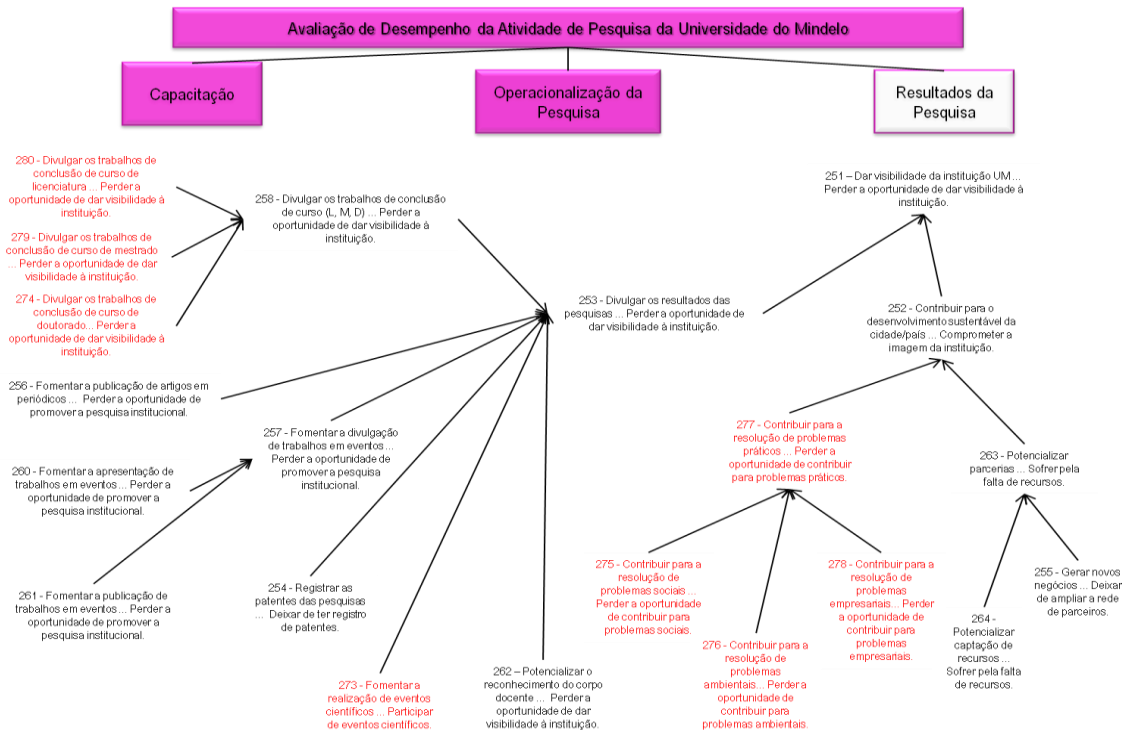 Avaliação de Desempenho da Atividade de Pesquisa da Universidade do Mindelo
Capacitação
Operacionalização da
Pesquisa
Resultados da
Pesquisa
280 - Divulgar os trabalhos de
conclusão de curso de
licenciatura ... Perder a
oportunidade de dar visibilidade à
instituição.
279 – Divulgar os trabalhos de
conclusão de curso de mestrado
... Perder a oportunidade de dar
visibilidade à instituição.
274 – Divulgar os trabalhos de
conclusão de curso de
doutorado... Perder a
oportunidade de dar visibilidade à
instituição.
258 - Divulgar os trabalhos de conclusão
de curso (L, M, D) ... Perder a
oportunidade de dar visibilidade à
instituição.
251 – Dar visibilidade da instituição UM ...
Perder a oportunidade de dar visibilidade à
instituição.
253 - Divulgar os resultados das
pesquisas ... Perder a oportunidade de
dar visibilidade à instituição.
252 - Contribuir para o
desenvolvimento sustentável da
cidade/país ... Comprometer a
imagem da instituição.
256 - Fomentar a publicação de artigos em
periódicos ... Perder a oportunidade de
promover a pesquisa institucional.
257 - Fomentar a divulgação
de trabalhos em eventos ...
Perder a oportunidade de
promover a pesquisa
institucional.
260 - Fomentar a apresentação de
trabalhos em eventos ... Perder a
oportunidade de promover a
pesquisa institucional.
261 - Fomentar a publicação de
trabalhos em eventos ... Perder a
oportunidade de promover a
pesquisa institucional.
254 - Registrar as
patentes das pesquisas
... Deixar de ter registro
de patentes.
273 – Fomentar a
realização de eventos
científicos ... Participar
de eventos científicos.
262 – Potencializar o
reconhecimento do corpo
docente ... Perder a
oportunidade de dar
visibilidade à instituição.
277 - Contribuir para a
resolução de problemas
práticos ... Perder a
oportunidade de contribuir
para problemas práticos.
263 - Potencializar
parcerias ... Sofrer pela
falta de recursos.
275 - Contribuir para a
resolução de
problemas sociais ...
Perder a oportunidade
de contribuir para
problemas sociais.
276 - Contribuir para a
resolução de
problemas
ambientais... Perder a
oportunidade de
contribuir para
problemas ambientais.
278 - Contribuir para a
resolução de
problemas
empresariais... Perder
a oportunidade de
contribuir para
problemas
empresariais.
264 -
Potencializar
captação de
recursos ...
Sofrer pela falta
de recursos.
255 - Gerar novos
negócios ... Deixar
de ampliar a rede
de parceiros.